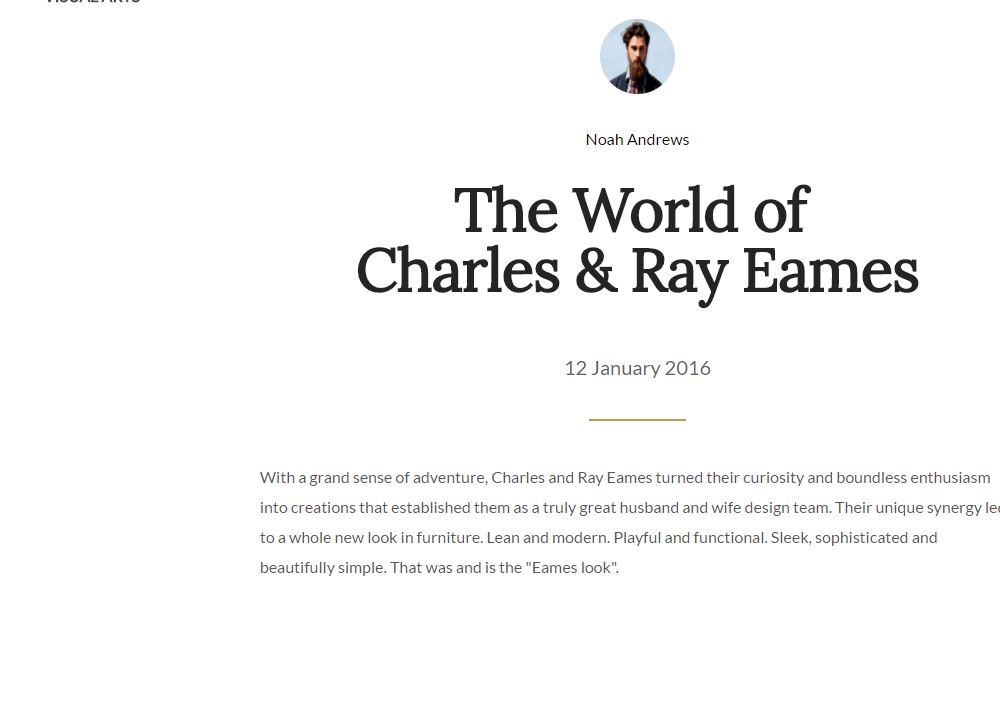 VISUAL ARTS
Noah Andrews
The World of
Charles & Ray Eames
12 January 2016
With a grand sense of adventure, Charles and Ray Eames turned their curiosity and boundless enthusiasm
into creations that established them as a truly great husband and wife design team. Their unique synergy led
to a whole new look in furniture. Lean and modern. Playful and functional. Sleek, sophisticated and
beautifully simple. That was and is the "Eames look".